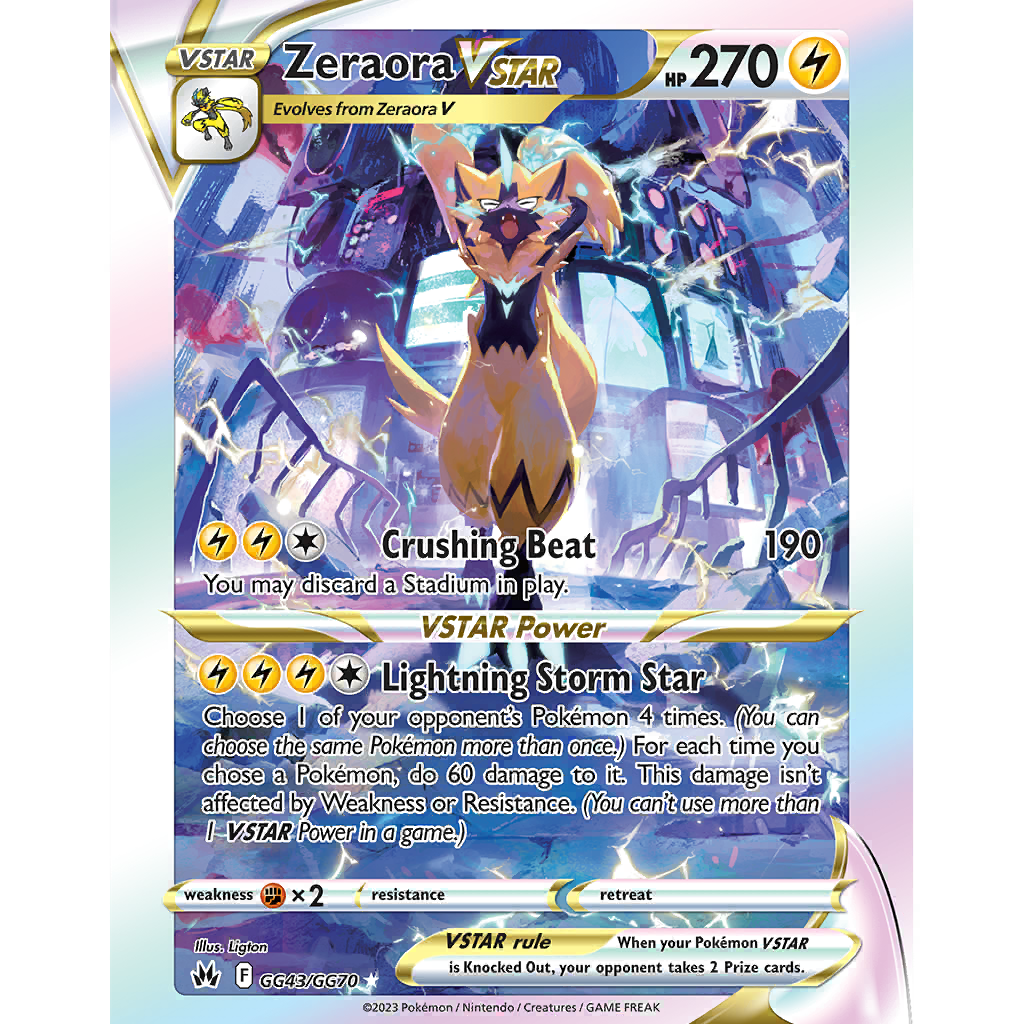 VSTAR
Zeraora VSTAR
HP 270
Evolves from Zeraora V
Crushing Beat 190
You may discard a Stadium in play.
VSTAR Power
Lightning Storm Star
Choose 1 of your opponent's Pokémon 4 times. (You can
choose the same Pokémon more than once.) For each time you
chose a Pokémon, do 60 damage to it. This damage isn't
affected by Weakness or Resistance. (You can't use more than
1 VSTAR Power in a game.)
weakness ×2 resistance retreat
VSTAR rule When your Pokémon VSTAR
is Knocked Out, your opponent takes 2 Prize cards.
Illus. Ligton
F GG43/GG70
©2023 Pokémon / Nintendo / Creatures / GAME FREAK